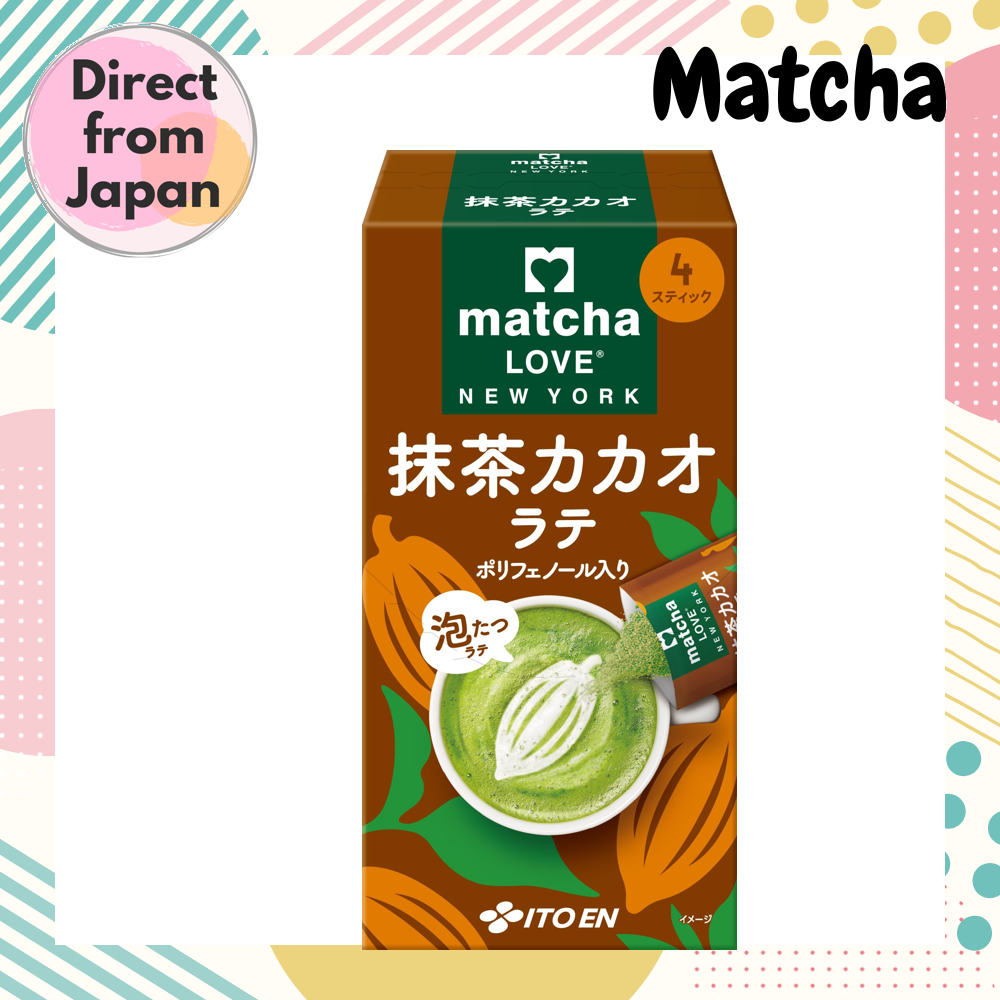 Direct
from
Japan
Matcha
matcha
LOVE®
NEW YORK
抹茶カカオ
ラテ
4
スティック
matcha
LOVE®
NEW YORK
抹茶カカオ
ラテ
ポリフェノール入り
泡たつ
ラテ
matcha
LOVE
NEW YORK
抹茶カカオ
ITO EN
イメージ